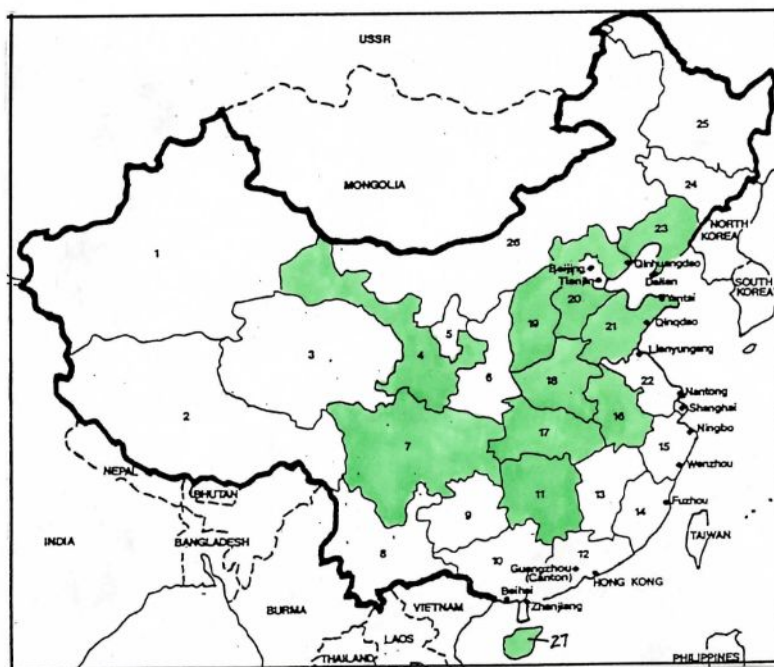 USSR
25
MONGOLIA
24
NORTH
KOREA
23
1
26
Beijing
Qinhuangdao
Tianjin
Dalian
SOUTH
KOREA
20
Yantai
5
19
21
Qingdao
3
4
Lianyungang
6
18
22
2
Nantong
16
Shanghai
7
17
Ningbo
15
NEPAL
11
13
Wenzhou
BHUTAN
9
14
Fuzhou
INDIA
BANGLADESH
8
TAIWAN
10
12
Guangzhou
(Canton)
HONG KONG
Beihai
BURMA
VIETNAM
Zhanjiang
LAOS
27
THAILAND
PHILIPPINES